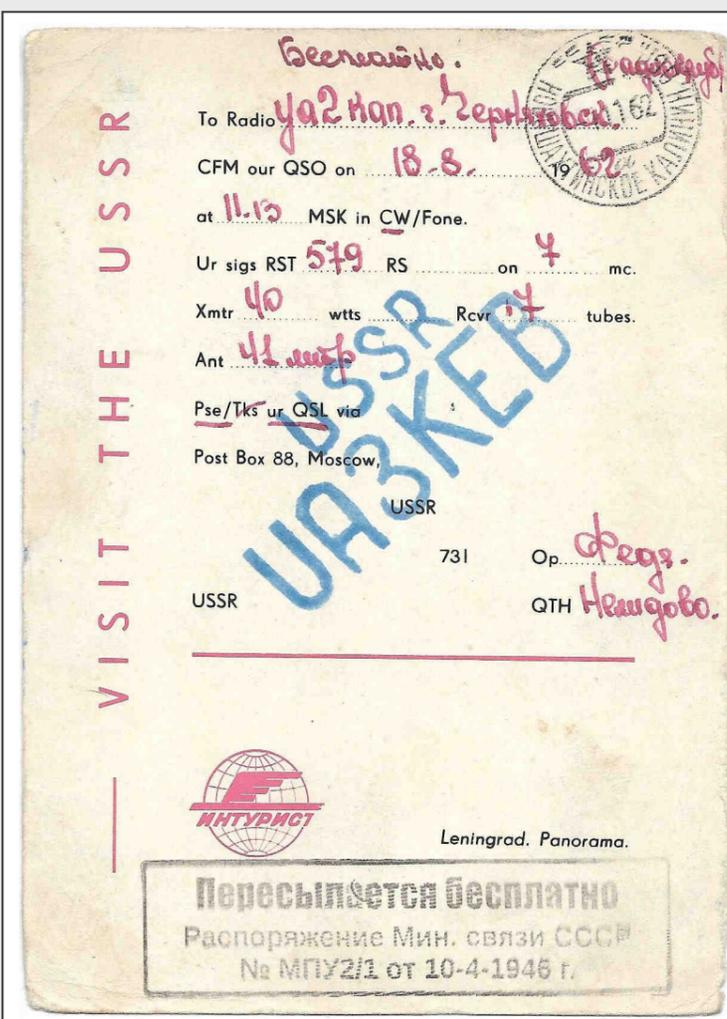 Бесплатно.
To Radio Уа2кап. г. Черняховск.
CFM our QSO on 18-8. 1962
at 11.13 MSK in CW/Fone.
Ur sigs RST 579 RS on 7 mc.
Xmtr 40 wtts Rcvr 7 tubes.
Ant 41 метр
Pse/Tks ur QSL via
Post Box 88, Moscow,
USSR
731 Op Федя.
USSR QTH Нелидово.
USSR
UA3KEB
VISIT THE USSR
ИНТУРИСТ
Leningrad. Panorama.
Пересылается бесплатно
Распоряжение Мин. связи СССР
№ МПУ2/1 от 10-4-1946 г.